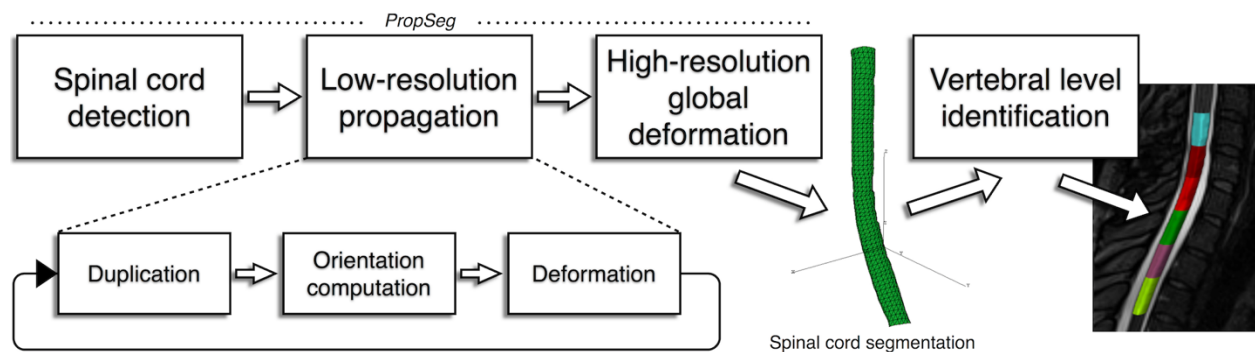 PropSeg
Spinal cord
detection
Low-resolution
propagation
High-resolution
global
deformation
Vertebral level
identification
Duplication
Orientation
computation
Deformation
Spinal cord segmentation